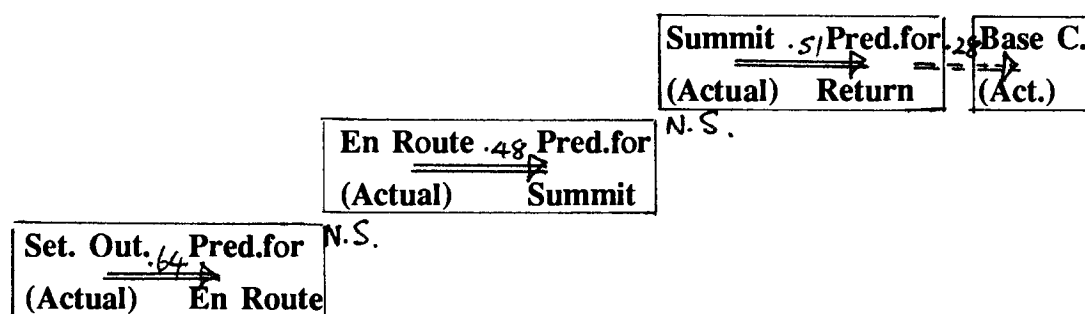 Summit .51 Pred.for .28 Base C.
(Actual) Return (Act.)
N.S.
En Route .48 Pred.for
(Actual) Summit
N.S.
Set. Out. .64 Pred.for
(Actual) En Route